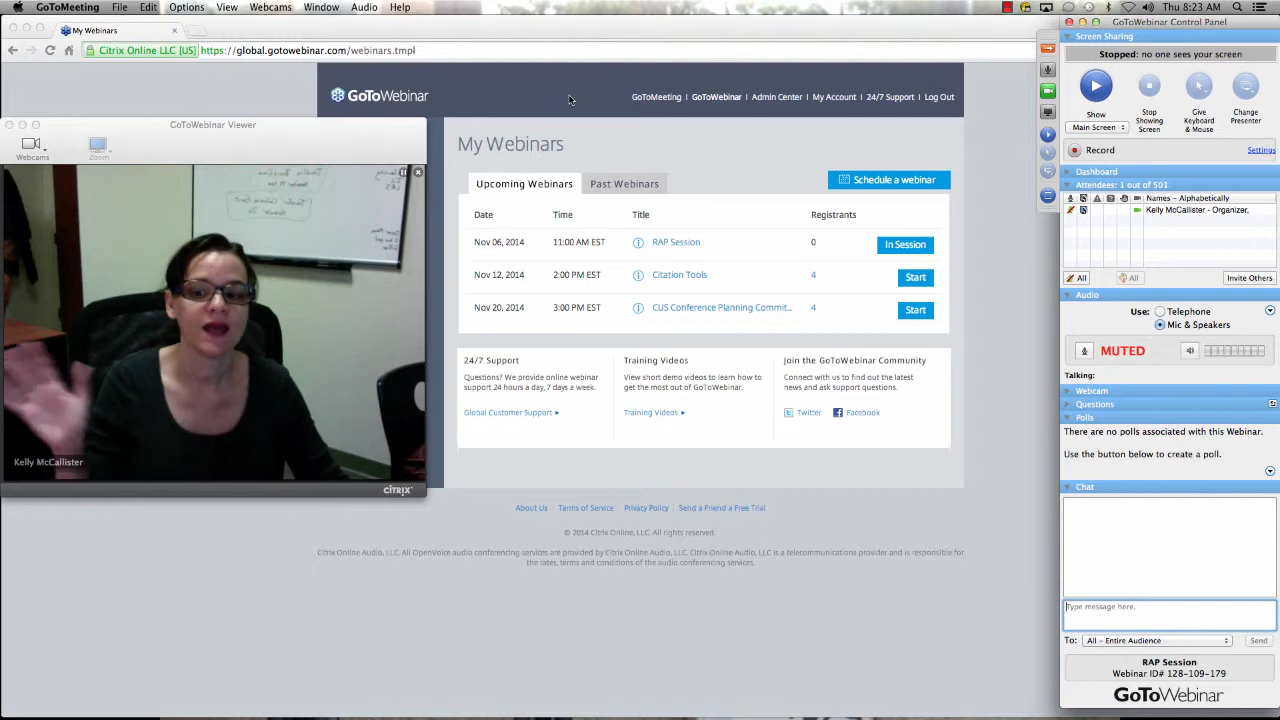 GoToMeeting File Edit Options View Webcams Window Audio Help
Thu 8:23 AM
My Webinars
Citrix Online LLC [US] https://global.gotowebinar.com/webinars.tmpl
GoToWebinar
GoToMeeting | GoToWebinar | Admin Center | My Account | 24/7 Support | Log Out
GoToWebinar Viewer
Webcams
Zoom
Kelly McCallister
CİTRIX
My Webinars
Upcoming Webinars Past Webinars
Schedule a webinar
Date Time Title Registrants
Nov 06, 2014 11:00 AM EST RAP Session 0 In Session
Nov 12, 2014 2:00 PM EST Citation Tools 4 Start
Nov 20, 2014 3:00 PM EST CUS Conference Planning Commit... 4 Start
24/7 Support
Questions? We provide online webinar
support 24 hours a day, 7 days a week.
Global Customer Support
Training Videos
View short demo videos to learn how to
get the most out of GoToWebinar.
Training Videos
Join the GoToWebinar Community
Connect with us to find out the latest
news and ask support questions.
Twitter Facebook
About Us Terms of Service Privacy Policy Send a Friend a Free Trial
© 2014 Citrix Online, LLC. All rights reserved.
Citrix Online Audio, LLC. All OpenVoice audio conferencing services are provided by Citrix Online Audio, LLC. Citrix Online Audio, LLC is a telecommunications provider and is responsible for
the rates, terms and conditions of the audio conferencing services.
GoToWebinar Control Panel
Screen Sharing
Stopped: no one sees your screen
Show
Main Screen
Stop
Showing
Screen
Give
Keyboard
& Mouse
Change
Presenter
Record Settings
Dashboard
Attendees: 1 out of 501
Names - Alphabetically
Kelly McCallister - Organizer,
All All Invite Others
Audio
Use: Telephone
Mic & Speakers
MUTED
Talking:
Webcam
Questions
Polls
There are no polls associated with this Webinar.
Use the button below to create a poll.
Chat
Type message here.
To: All - Entire Audience Send
RAP Session
Webinar ID# 128-109-179
GoToWebinar